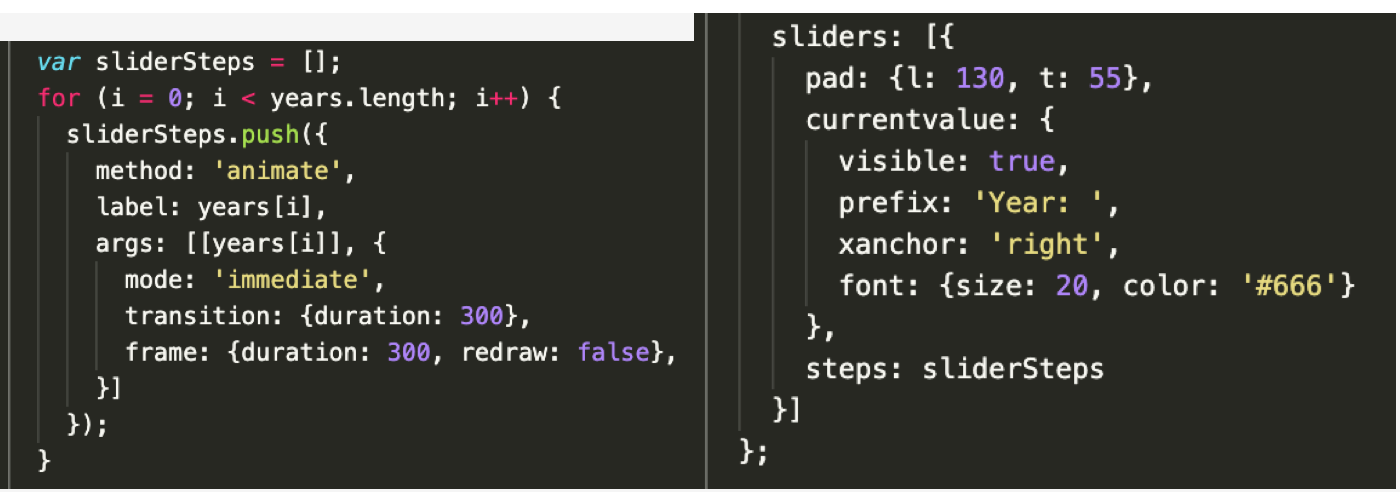 var sliderSteps = [];
for (i = 0; i < years.length; i++) {
  sliderSteps.push({
    method: 'animate',
    label: years[i],
    args: [[years[i]], {
      mode: 'immediate',
      transition: {duration: 300},
      frame: {duration: 300, redraw: false},
    }]
  });
}
sliders: [{
  pad: {l: 130, t: 55},
  currentvalue: {
    visible: true,
    prefix: 'Year: ',
    xanchor: 'right',
    font: {size: 20, color: '#666'}
  },
  steps: sliderSteps
}]
};